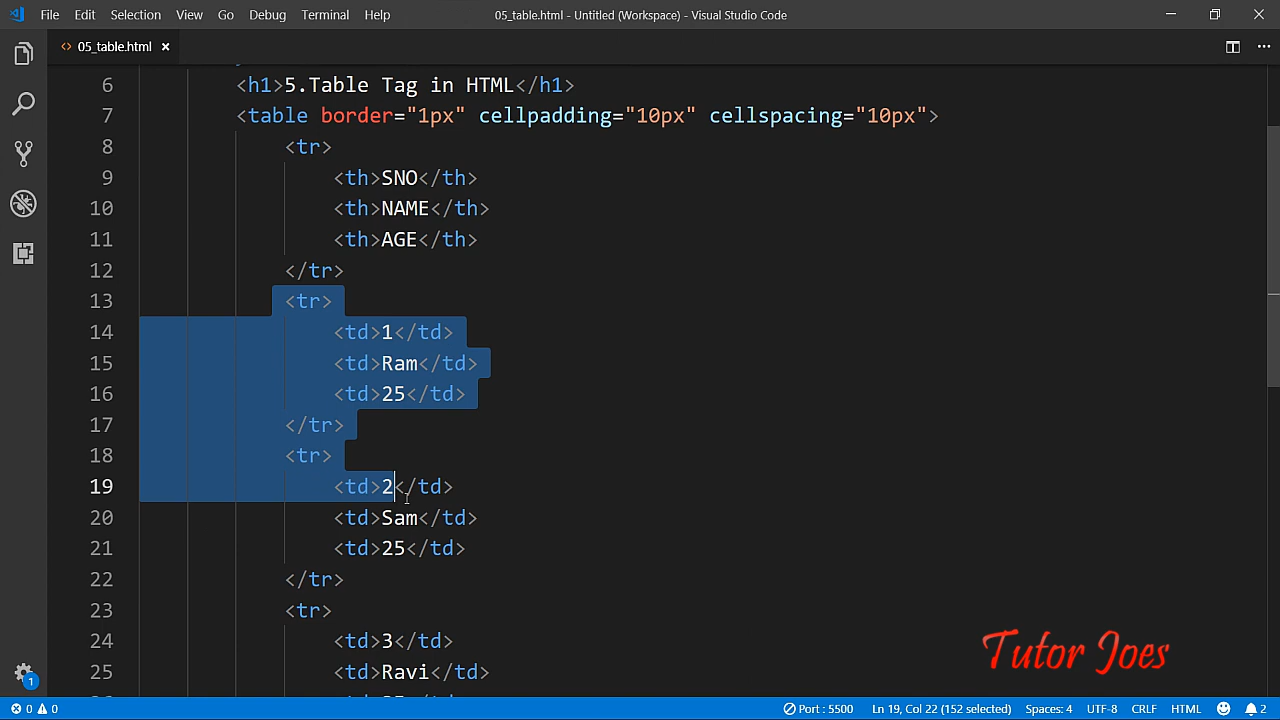 File Edit Selection View Go Debug Terminal Help 05_table.html - Untitled (Workspace) - Visual Studio Code
<> 05_table.html ×
6 <h1>5.Table Tag in HTML</h1>
7 <table border="1px" cellpadding="10px" cellspacing="10px">
8 <tr>
9 <th>SNO</th>
10 <th>NAME</th>
11 <th>AGE</th>
12 </tr>
13 <tr>
14 <td>1</td>
15 <td>Ram</td>
16 <td>25</td>
17 </tr>
18 <tr>
19 <td>2</td>
20 <td>Sam</td>
21 <td>25</td>
22 </tr>
23 <tr>
24 <td>3</td>
25 <td>Ravi</td>
Tutor Joes
1
0 0 Port : 5500 Ln 19, Col 22 (152 selected) Spaces: 4 UTF-8 CRLF HTML 2